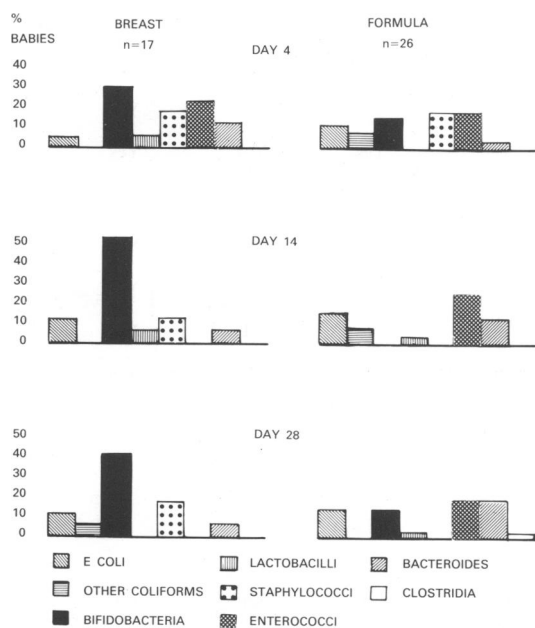 %
BABIES
BREAST
n=17
FORMULA
n=26
DAY 4
40
30
20
10
0
DAY 14
50
40
30
20
10
0
DAY 28
50
40
30
20
10
0
E COLI
LACTOBACILLI
BACTEROIDES
OTHER COLIFORMS
STAPHYLOCOCCI
CLOSTRIDIA
BIFIDOBACTERIA
ENTEROCOCCI